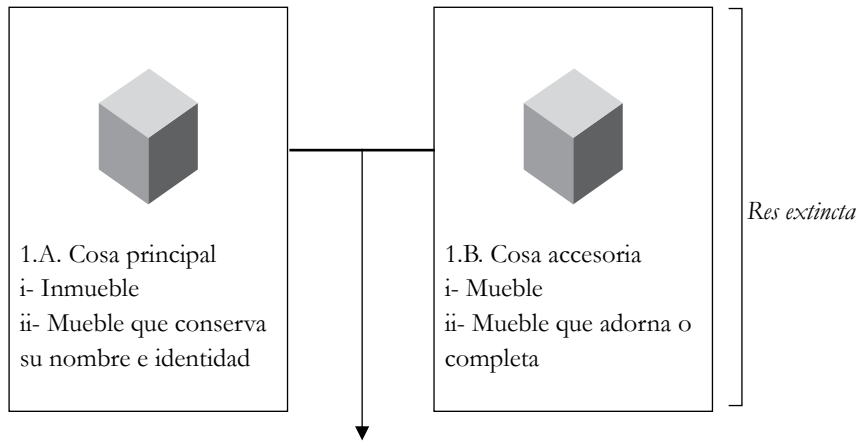 1.A. Cosa principal
i- Inmueble
ii- Mueble que conserva
su nombre e identidad
1.B. Cosa accesoria
i- Mueble
ii- Mueble que adorna o
completa
Res extincta